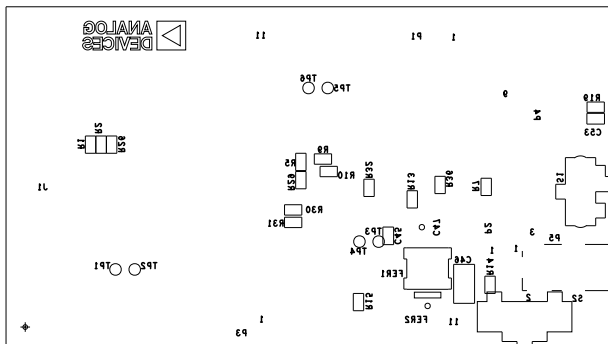 ANALOG
DEVICES
11
P1
1
TP6
TP5
9
P4
R19
C53
R1
R2
R26
R5
R9
R10
R29
R32
R13
R36
R7
S1
J1
R30
R31
TP3
TP4
C45
C47
P2
3
P5
1
1
TP1
TP2
FER1
C46
R14
R15
2
S2
1
P3
FER2
11